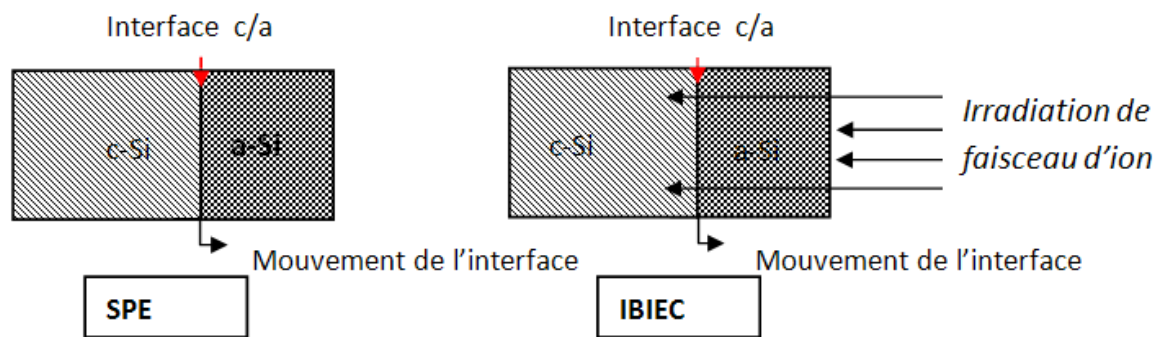 Interface c/a
c-Si
a-Si
Mouvement de l'interface
SPE
Interface c/a
c-Si
a-Si
Irradiation de
faisceau d'ion
Mouvement de l'interface
IBIEC